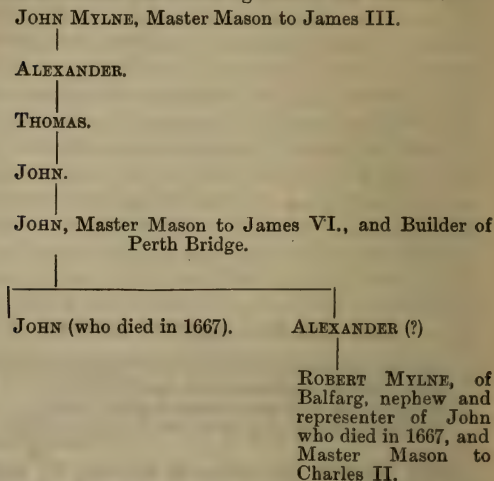 JOHN MYLNE, Master Mason to James III.
ALEXANDER.
THOMAS.
JOHN.
JOHN, Master Mason to James VI., and Builder of
Perth Bridge.
JOHN (who died in 1667). ALEXANDER (?)
ROBERT MYLNE, of
Balfarg, nephew and
representer of John
who died in 1667, and
Master Mason to
Charles II.